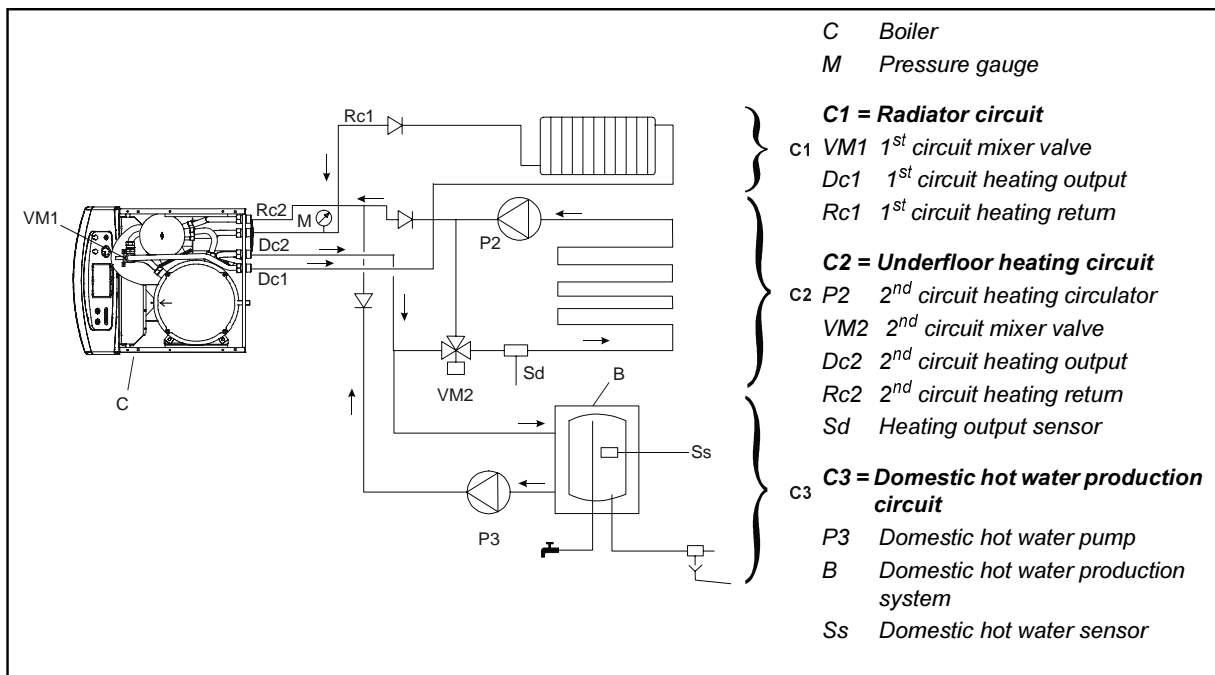 Rc1
VM1
Rc2
M
Dc2
Dc1
P2
C
VM2
Sd
B
Ss
P3
C1
C2
C3
C Boiler
M Pressure gauge
C1 = Radiator circuit
VM1 1st circuit mixer valve
Dc1 1st circuit heating output
Rc1 1st circuit heating return
C2 = Underfloor heating circuit
P2 2nd circuit heating circulator
VM2 2nd circuit mixer valve
Dc2 2nd circuit heating output
Rc2 2nd circuit heating return
Sd Heating output sensor
C3 = Domestic hot water production
circuit
P3 Domestic hot water pump
B Domestic hot water production
system
Ss Domestic hot water sensor